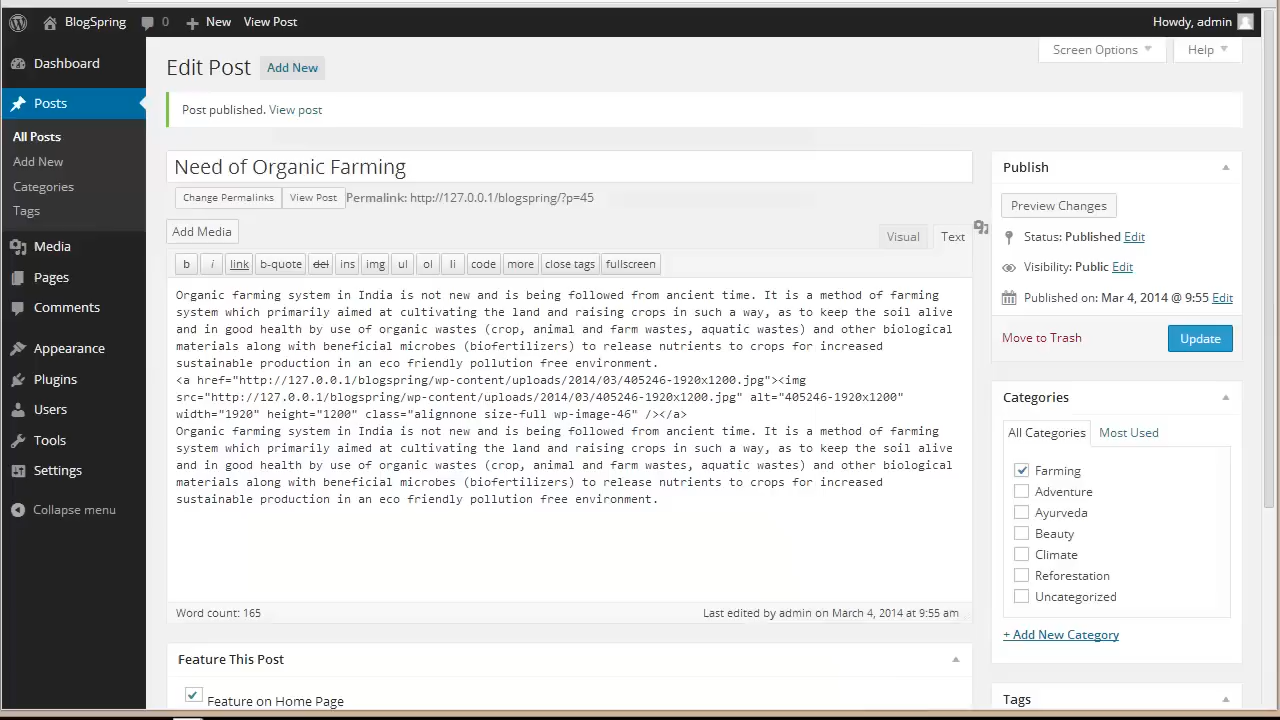 BlogSpring 0 New View Post Howdy, admin
Screen Options Help
Dashboard
Posts
All Posts
Add New
Categories
Tags
Media
Pages
Comments
Appearance
Plugins
Users
Tools
Settings
Collapse menu
Edit Post Add New
Post published. View post
Need of Organic Farming
Change Permalinks View Post Permalink: http://127.0.0.1/blogspring/?p=45
Add Media
Visual Text
b i link b-quote del ins img ul ol li code more close tags fullscreen
Organic farming system in India is not new and is being followed from ancient time. It is a method of farming
system which primarily aimed at cultivating the land and raising crops in such a way, as to keep the soil alive
and in good health by use of organic wastes (crop, animal and farm wastes, aquatic wastes) and other biological
materials along with beneficial microbes (biofertilizers) to release nutrients to crops for increased
sustainable production in an eco friendly pollution free environment.
<a href="http://127.0.0.1/blogspring/wp-content/uploads/2014/03/405246-1920x1200.jpg"><img
src="http://127.0.0.1/blogspring/wp-content/uploads/2014/03/405246-1920x1200.jpg" alt="405246-1920x1200"
width="1920" height="1200" class="alignnone size-full wp-image-46" /></a>
Organic farming system in India is not new and is being followed from ancient time. It is a method of farming
system which primarily aimed at cultivating the land and raising crops in such a way, as to keep the soil alive
and in good health by use of organic wastes (crop, animal and farm wastes, aquatic wastes) and other biological
materials along with beneficial microbes (biofertilizers) to release nutrients to crops for increased
sustainable production in an eco friendly pollution free environment.
Word count: 165 Last edited by admin on March 4, 2014 at 9:55 am
Feature This Post
Feature on Home Page
Publish
Preview Changes
Status: Published Edit
Visibility: Public Edit
Published on: Mar 4, 2014 @ 9:55 Edit
Move to Trash Update
Categories
All Categories Most Used
Farming
Adventure
Ayurveda
Beauty
Climate
Reforestation
Uncategorized
+ Add New Category
Tags